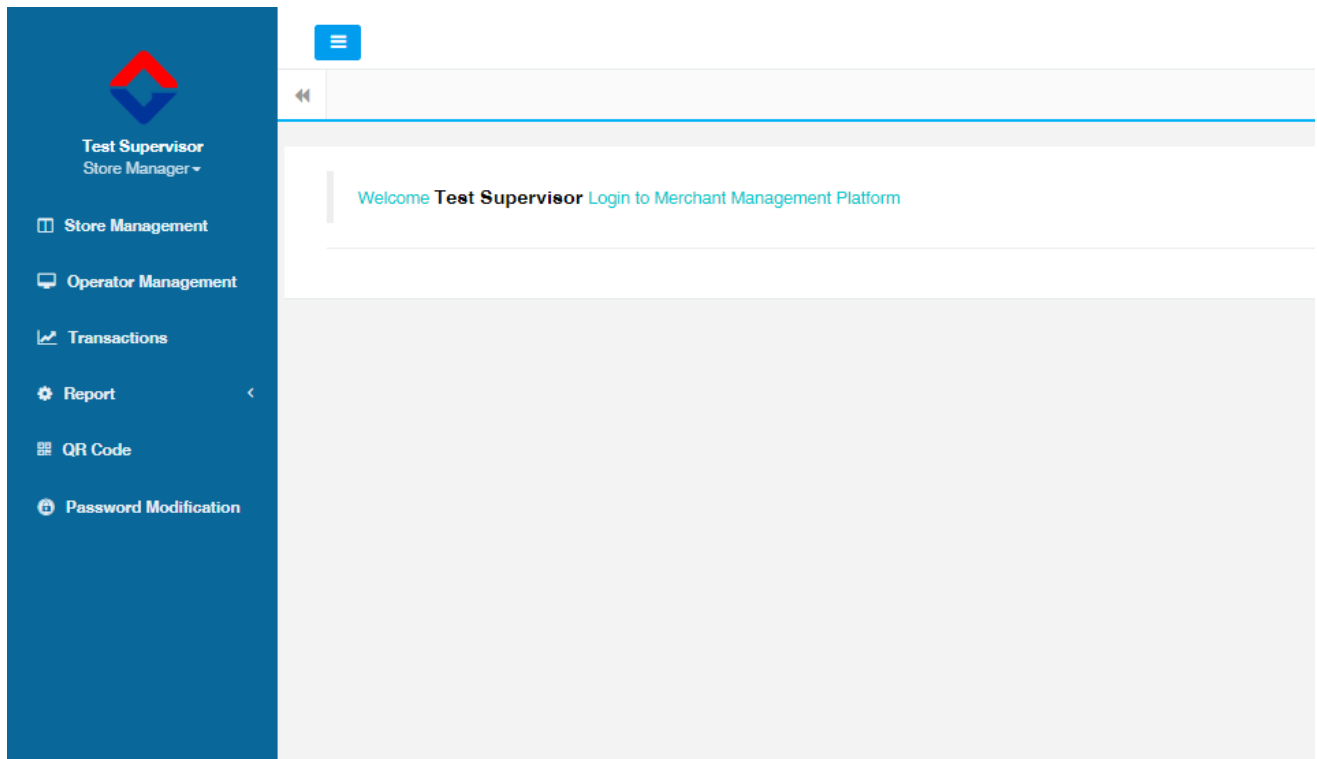 Test Supervisor
Store Manager
Store Management
Operator Management
Transactions
Report
QR Code
Password Modification
Welcome Test Supervisor Login to Merchant Management Platform